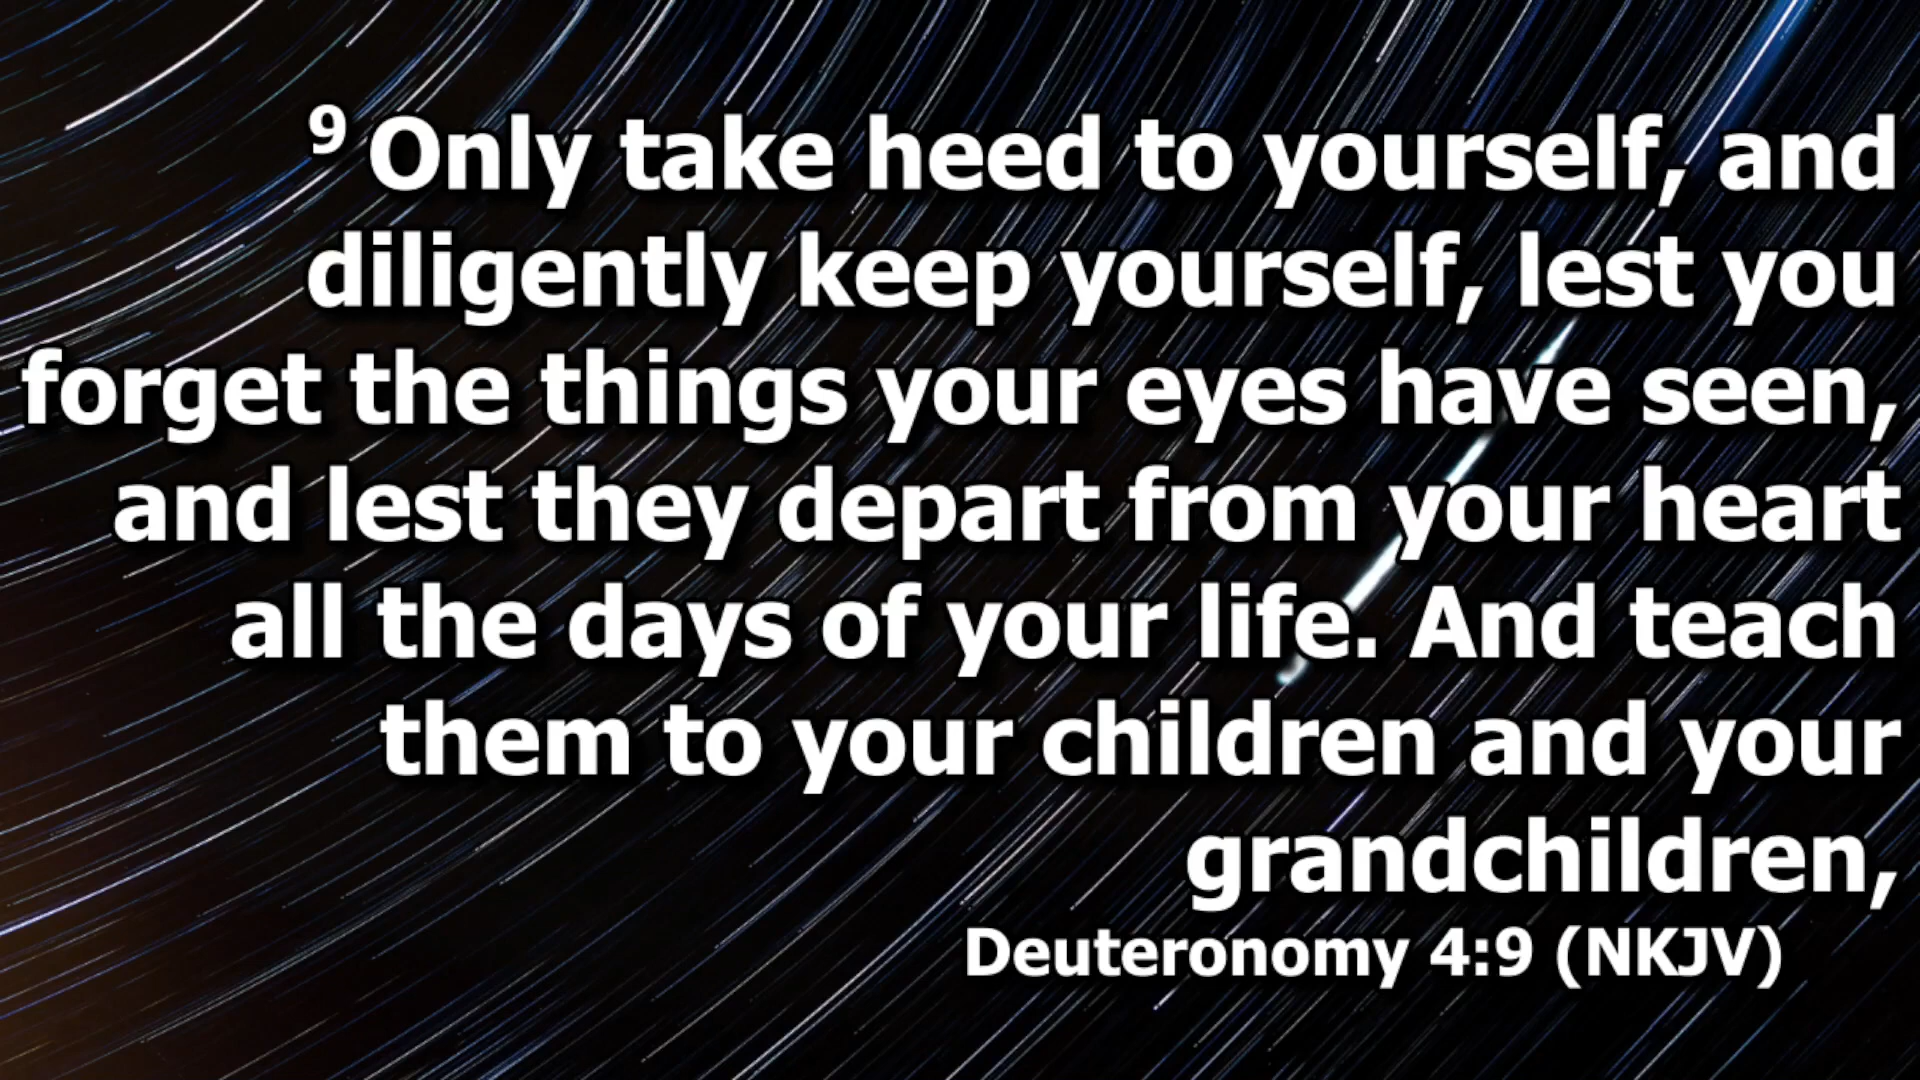 9 Only take heed to yourself, and
diligently keep yourself, lest you
forget the things your eyes have seen,
and lest they depart from your heart
all the days of your life. And teach
them to your children and your
grandchildren,
Deuteronomy 4:9 (NKJV)